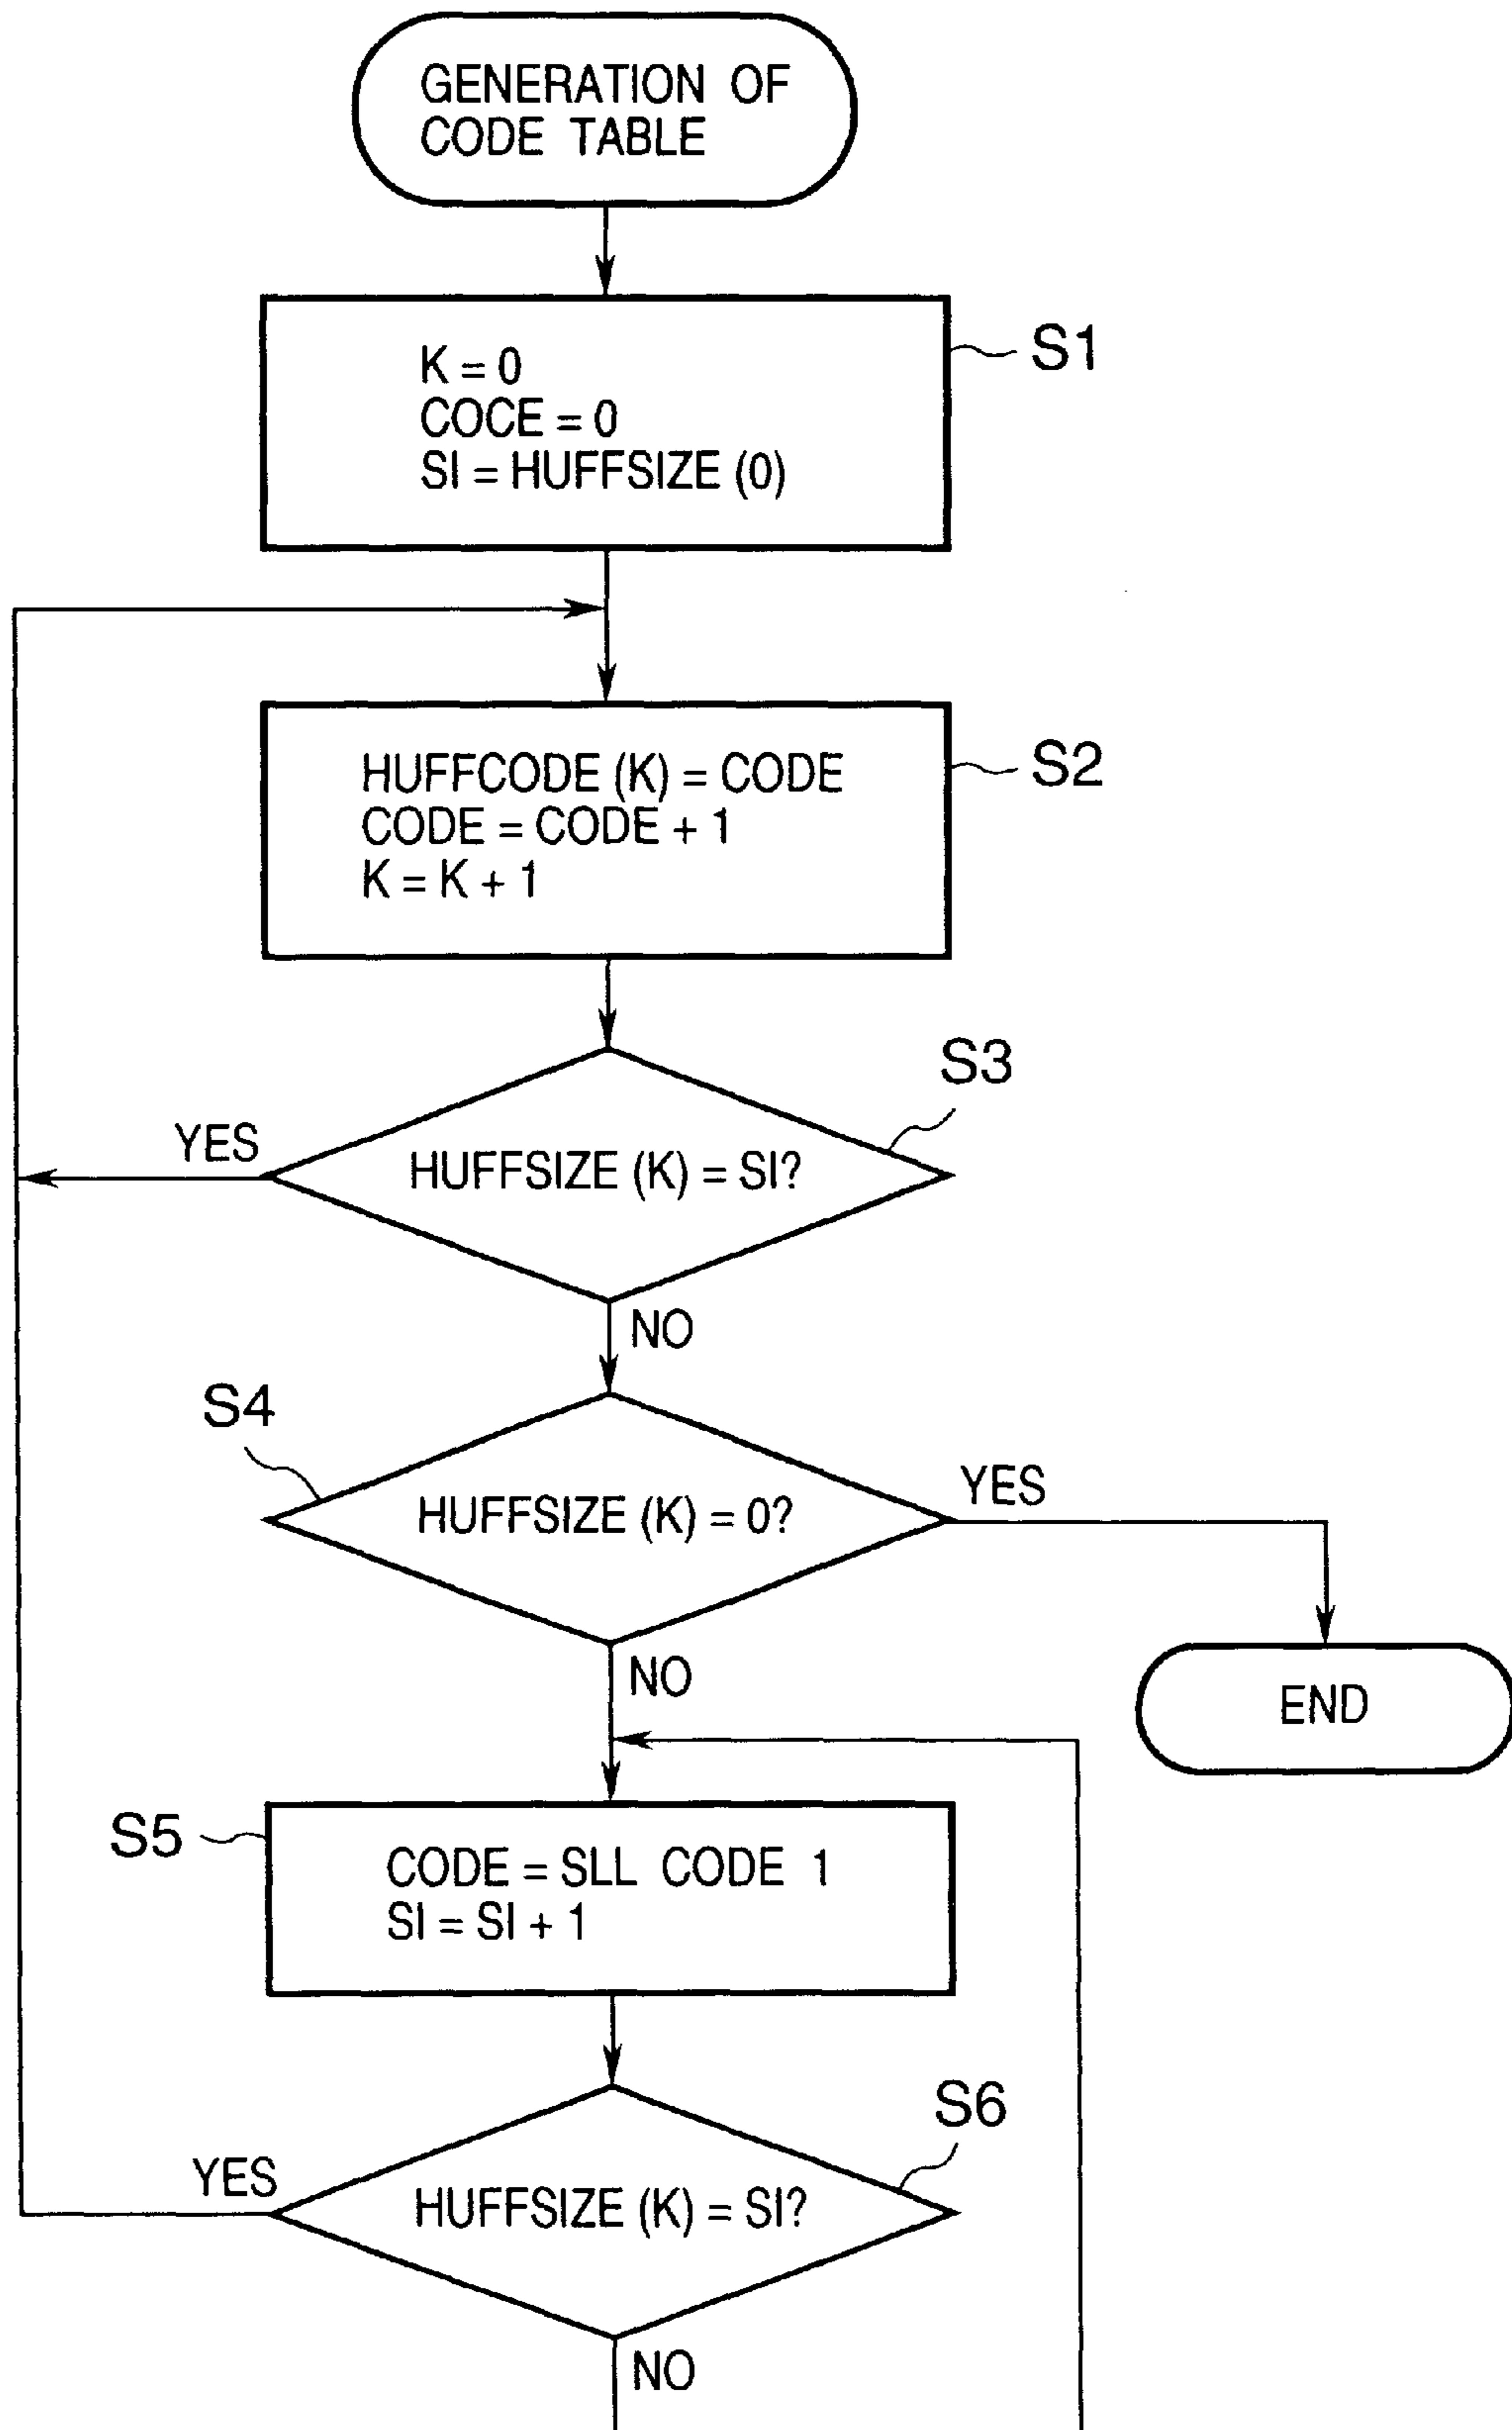 GENERATION OF
CODE TABLE
K = 0
COCE = 0
SI = HUFFSIZE (0)
S1
HUFFCODE (K) = CODE
CODE = CODE + 1
K = K + 1
S2
S3
YES
HUFFSIZE (K) = SI?
NO
S4
YES
HUFFSIZE (K) = 0?
NO
END
S5
CODE = SLL CODE 1
SI = SI + 1
S6
YES
HUFFSIZE (K) = SI?
NO